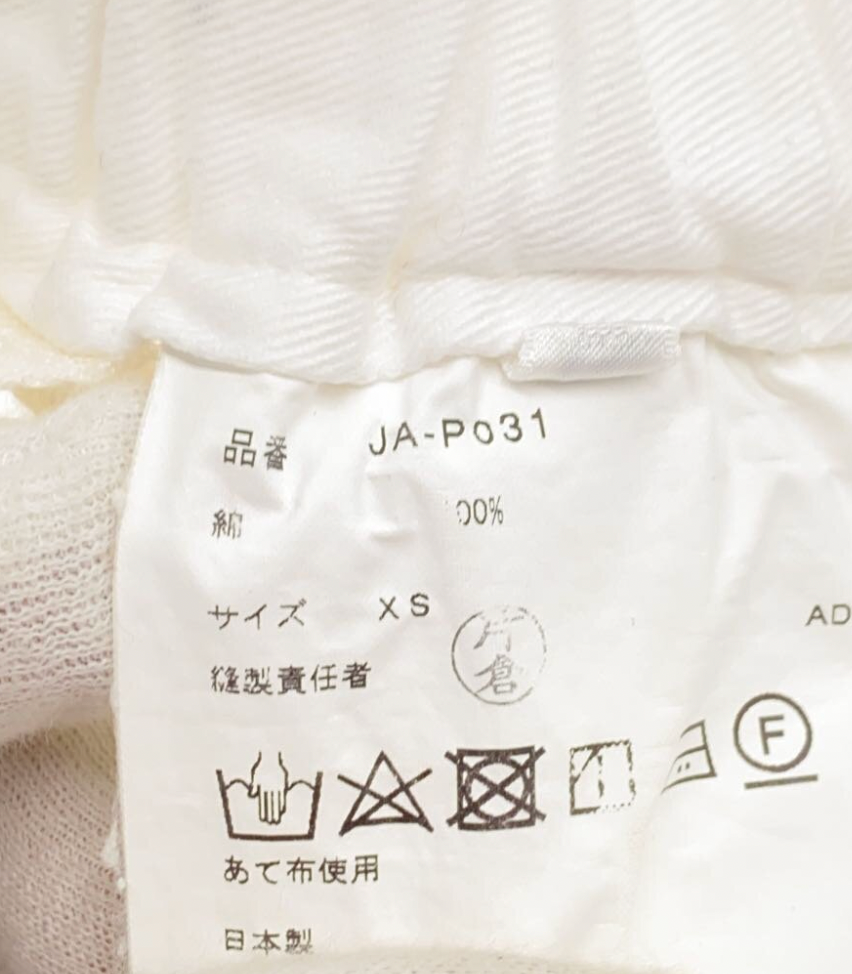 品番 JA-P031
綿 00%
サイズ XS
縫製責任者 片倉
AD
F
あて布使用
日本製